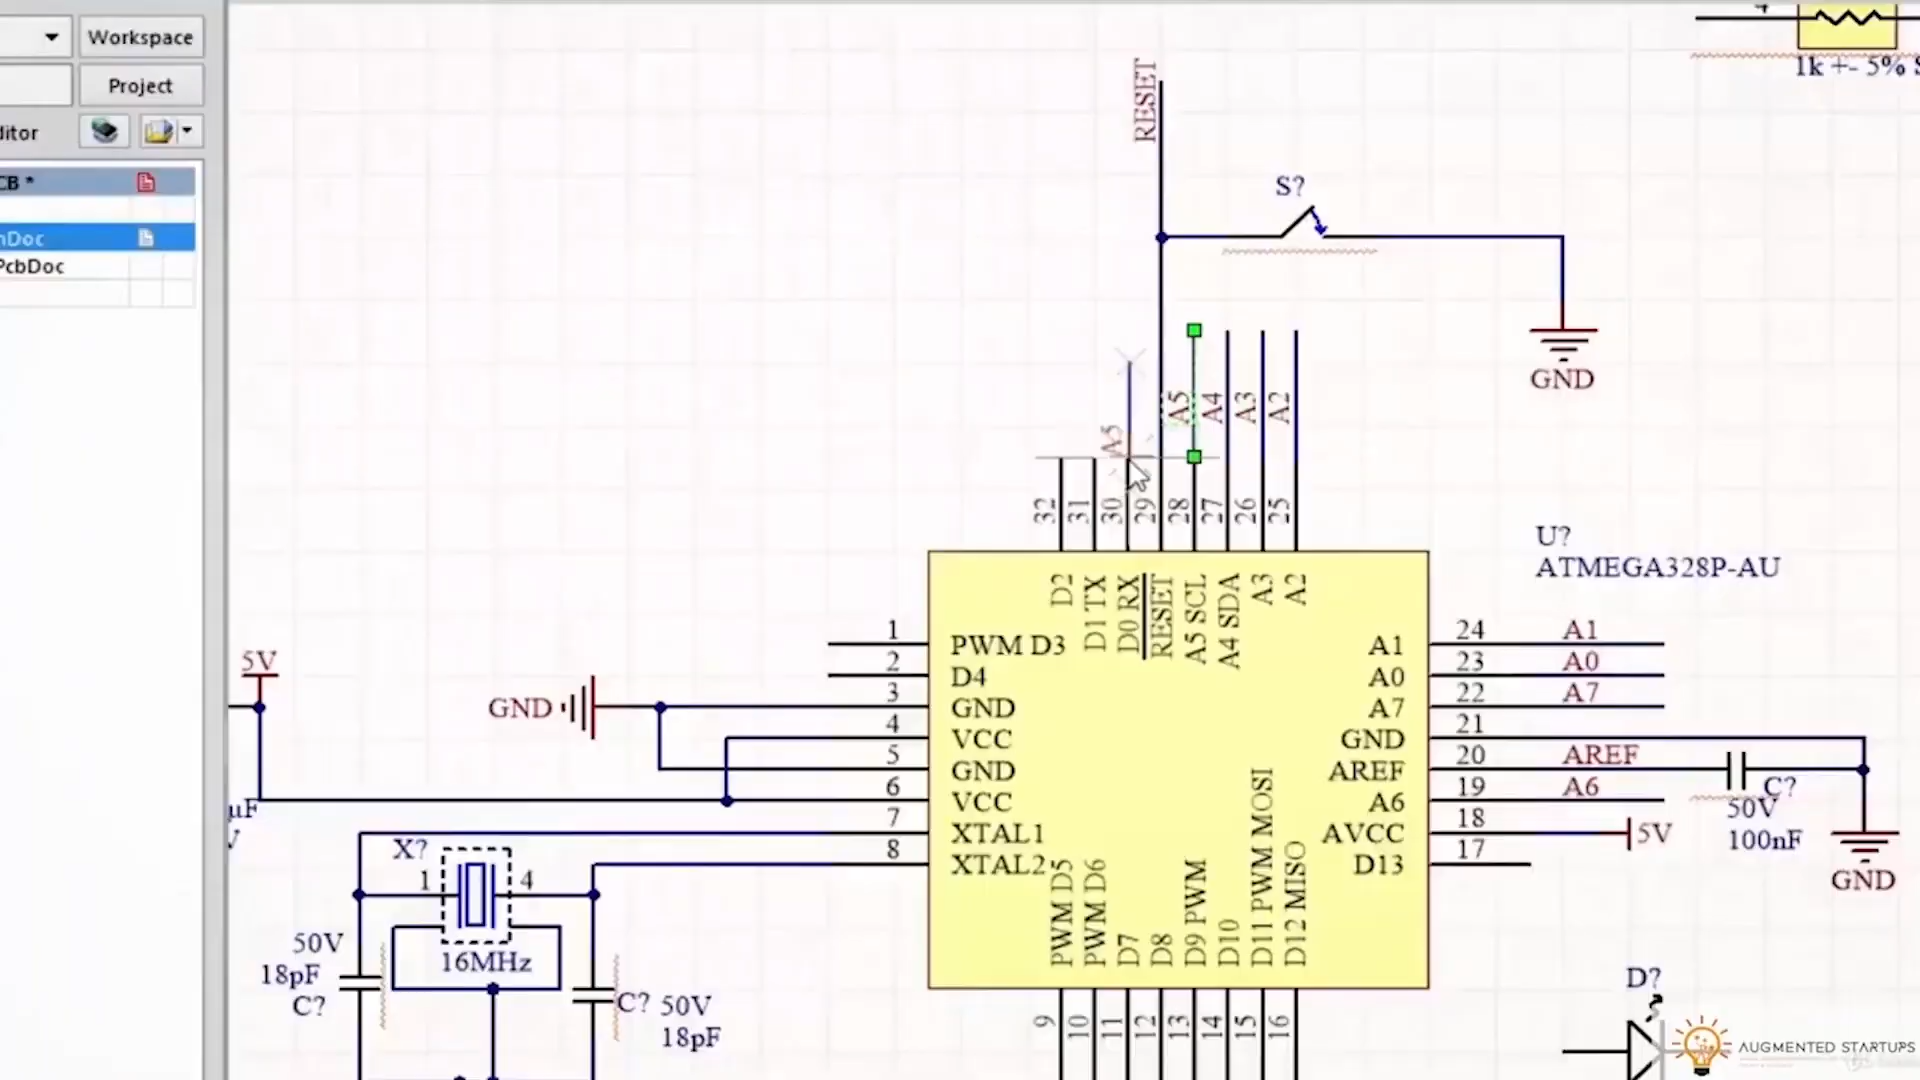 Workspace
Project
ditor
CB *
nDoc
PcbDoc
4
1k +- 5%
RESET
S?
GND
A5
A5
A4
A3
A2
32
31
30
29
28
27
26
25
U?
ATMEGA328P-AU
D2
D1 TX
D0 RX
RESET
A5 SCL
A4 SDA
A3
A2
1 PWM D3
2 D4
3 GND
4 VCC
5 GND
6 VCC
7 XTAL1
8 XTAL2
A1 24 A1
A0 23 A0
A7 22 A7
GND 21
AREF 20 AREF
A6 19 A6
AVCC 18 5V
D13 17
PWM D5
PWM D6
D7
D8
D9 PWM
D10
D11 PWM MOSI
D12 MISO
9
10
11
12
13
14
15
16
5V
GND
µF
V
X?
1
4
16MHz
50V
18pF
C?
C? 50V
18pF
C?
50V
100nF
GND
D?
AUGMENTED STARTUPS